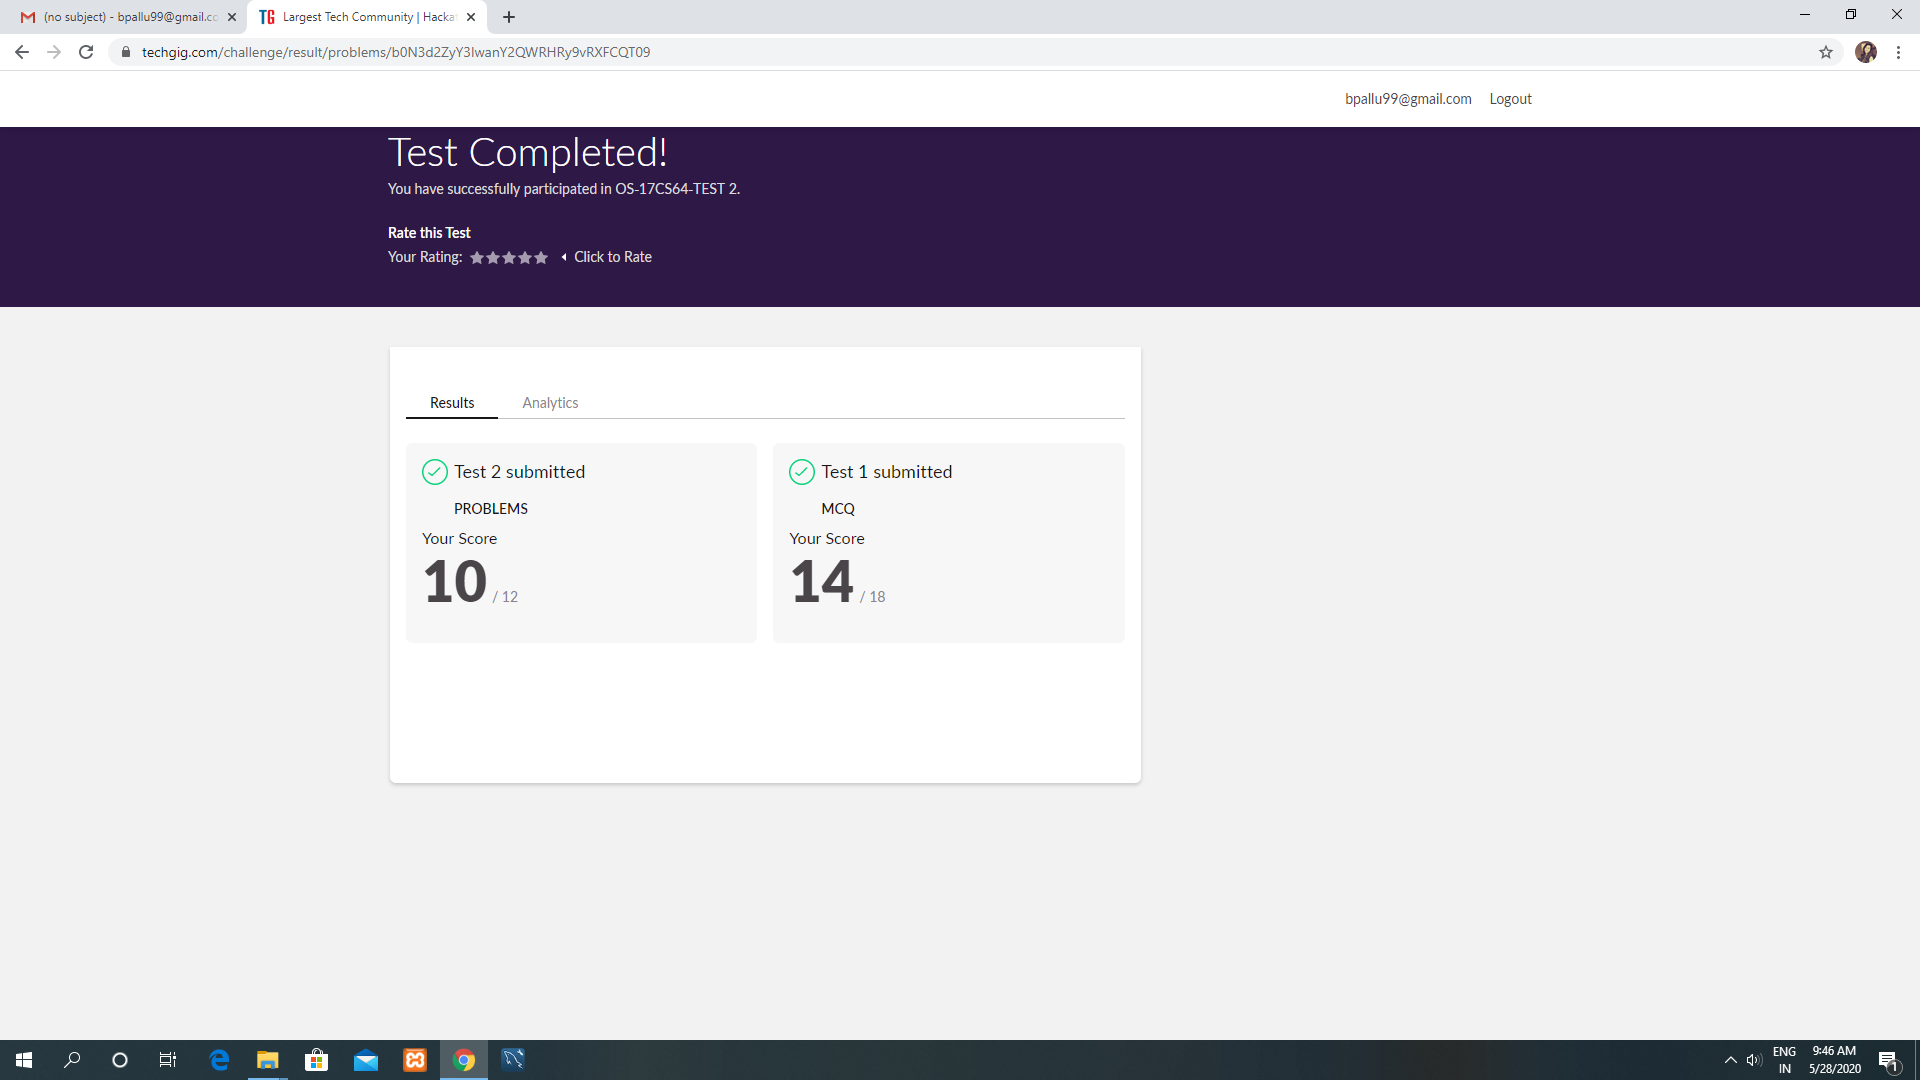 (no subject) - bpallu99@gmail.co
TG Largest Tech Community | Hacka
techgig.com/challenge/result/problems/b0N3d2ZyY3IwanY2QWRHRy9vRXFCQT09
bpallu99@gmail.com Logout
Test Completed!
You have successfully participated in OS-17CS64-TEST 2.
Rate this Test
Your Rating: Click to Rate
Results Analytics
Test 2 submitted
PROBLEMS
Your Score
10 / 12
Test 1 submitted
MCQ
Your Score
14 / 18
ENG
IN
9:46 AM
5/28/2020
1